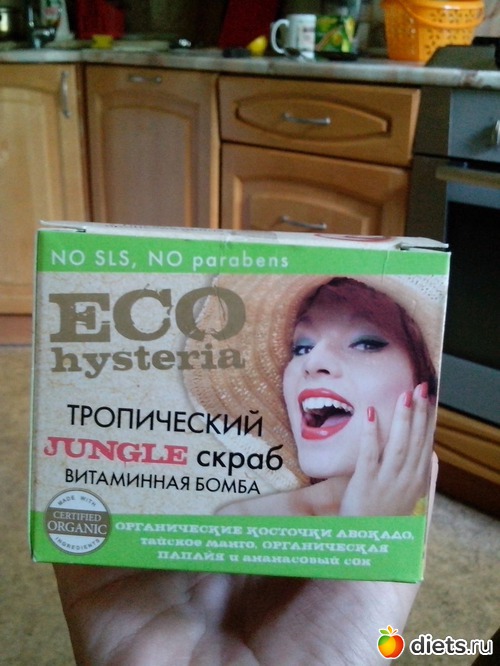 NO SLS, NO parabens
ECO
hysteria
ТРОПИЧЕСКИЙ
JUNGLE скраб
ВИТАМИННАЯ БОМБА
MADE WITH
CERTIFIED
ORGANIC
INGREDIENTS
ОРГАНИЧЕСКИЕ КОСТОЧКИ АВОКАДО,
тайское манго, ОРГАНИЧЕСКАЯ
ПАПАЙЯ и ананасовый сок
diets.ru